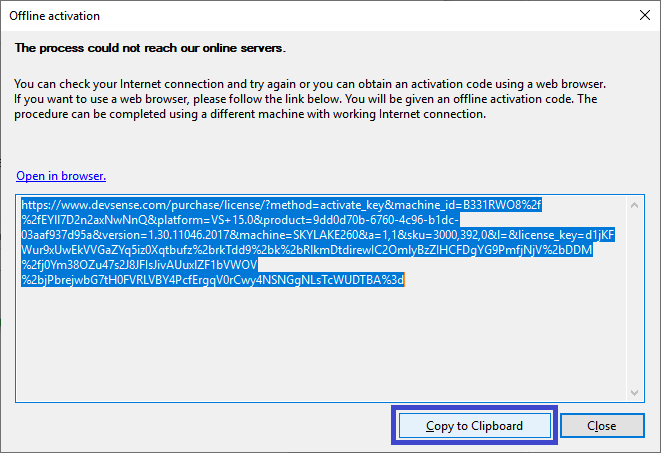 Offline activation
The process could not reach our online servers.
You can check your Internet connection and try again or you can obtain an activation code using a web browser.
If you want to use a web browser, please follow the link below. You will be given an offline activation code. The
procedure can be completed using a different machine with working Internet connection.
Open in browser.
https://www.devsense.com/purchase/license/?method=activate_key&machine_id=B331RWO8%2f
%2fEYIl7D2n2axNwNnQ&platform=VS+15.0&product=9dd0d70b-6760-4c96-b1dc-
03aaf937d95a&version=1.30.11046.2017&machine=SKYLAKE260&a=1,1&sku=3000,392,0&l=&license_key=d1jKF
Wur9xUwEkVVGaZYq5iz0Xqtbufz%2brkTdd9%2bk%2bRlkmDtdirewIC2OmIyBzZlHCFDgYG9PmfjNjV%2bDDM
%2fj0Ym38OZu47s2J8JFlsJivAUuxlZF1bVWOV
%2bjPbrejwbG7tH0FVRLVBY4PcfErgqV0rCwy4NSNGgNLsTcWUDTBA%3d
Copy to Clipboard
Close